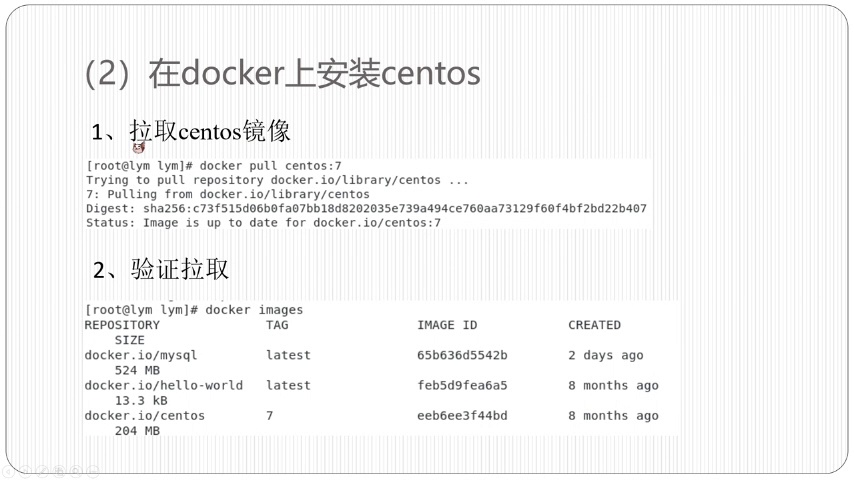 （2）在docker上安装centos
1、拉取centos镜像
[root@lym lym]# docker pull centos:7
Trying to pull repository docker.io/library/centos ...
7: Pulling from docker.io/library/centos
Digest: sha256:c73f515d06b0fa07bb18d8202035e739a494ce760aa73129f60f4bf2bd22b407
Status: Image is up to date for docker.io/centos:7
2、验证拉取
[root@lym lym]# docker images
REPOSITORY TAG IMAGE ID CREATED
SIZE
docker.io/mysql latest 65b636d5542b 2 days ago
524 MB
docker.io/hello-world latest feb5d9fea6a5 8 months ago
13.3 kB
docker.io/centos 7 eeb6ee3f44bd 8 months ago
204 MB